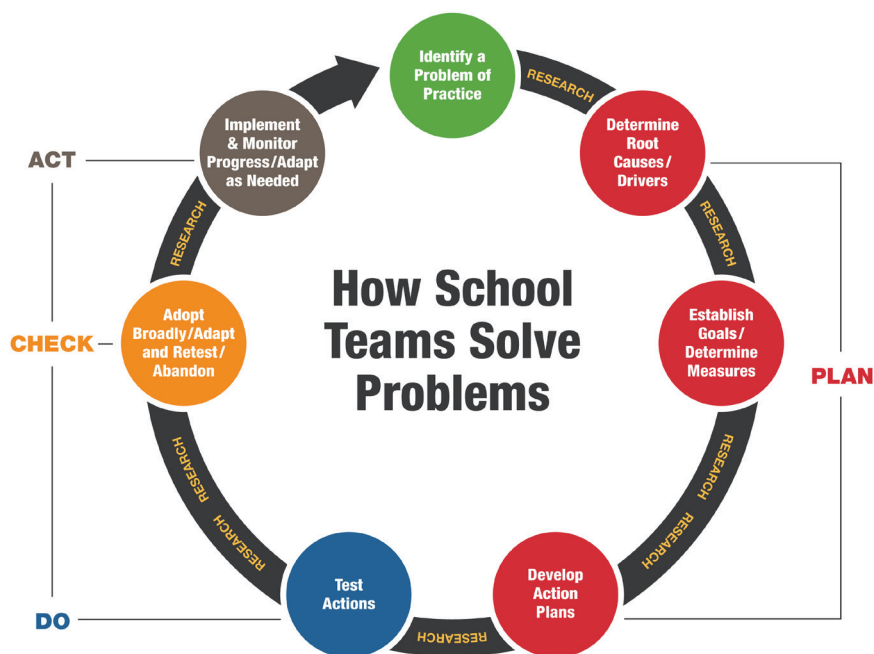 How School
Teams Solve
Problems
Identify a
Problem of
Practice
RESEARCH
Determine
Root
Causes/
Drivers
RESEARCH
Establish
Goals/
Determine
Measures
PLAN
RESEARCH
RESEARCH
Develop
Action
Plans
RESEARCH
Test
Actions
DO
RESEARCH
RESEARCH
Adopt
Broadly/Adapt
and Retest/
Abandon
CHECK
RESEARCH
Implement
& Monitor
Progress/Adapt
as Needed
ACT